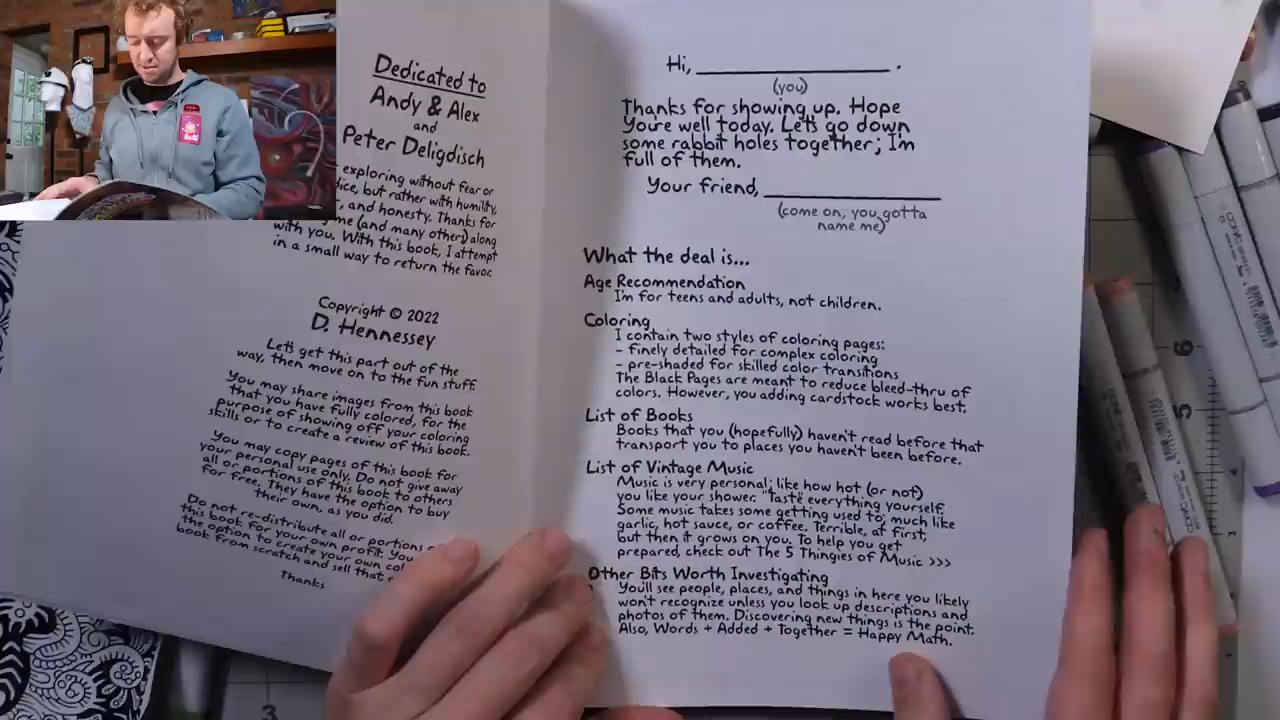 Dedicated to
Andy & Alex
and
Peter Deligdisch
exploring without fear or
but rather with humility,
and honesty. Thanks for
me (and many other) along
with you. With this book, I attempt
in a small way to return the favor.
Copyright © 2022
D. Hennessey
Let's get this part out of the
way, then move on to the fun stuff.
You may share images from this book
that you have fully colored, for the
purpose of showing off your coloring
skills or to create a review of this book.
You may copy pages of this book for
your personal use only. Do not give away
all or portions of this book to others
for free. They have the option to buy
their own, as you did.
Do not re-distribute all or portions
this book for your own profit. You
the option to create your own
book from scratch and sell that
Thanks
Hi, .
(you)
Thanks for showing up. Hope
You're well today. Let's go down
some rabbit holes together; I'm
full of them.
Your friend,
(come on, you gotta
name me)
What the deal is...
Age Recommendation
I'm for teens and adults, not children.
Coloring
I contain two styles of coloring pages:
- finely detailed for complex coloring
- pre-shaded for skilled color transitions
The Black Pages are meant to reduce bleed-thru of
colors. However, you adding cardstock works best.
List of Books
Books that you (hopefully) haven't read before that
transport you to places you haven't been before.
List of Vintage Music
Music is very personal; like how hot (or not)
you like your shower. "Taste everything yourself.
Some music takes some getting used to; much like
garlic, hot sauce, or coffee. Terrible, at first,
but then it grows on you. To help you get
prepared, check out The 5 Thingies of Music >>>
Other Bits Worth Investigating
You'll see people, places, and things in here you likely
won't recognize unless you look up descriptions and
photos of them. Discovering new things is the point.
Also, Words + Added + Together = Happy Math.
6
5
3